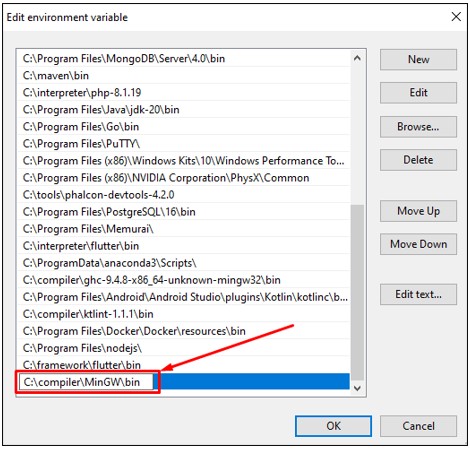 Edit environment variable
C:\Program Files\MongoDB\Server\4.0\bin
C:\maven\bin
C:\interpreter\php-8.1.19
C:\Program Files\Java\jdk-20\bin
C:\Program Files\Go\bin
C:\Program Files\PuTTY\
C:\Program Files (x86)\Windows Kits\10\Windows Performance To...
C:\Program Files (x86)\NVIDIA Corporation\PhysX\Common
C:\tools\phalcon-devtools-4.2.0
C:\Program Files\PostgreSQL\16\bin
C:\Program Files\Memurai\
C:\interpreter\flutter\bin
C:\ProgramData\anaconda3\Scripts\
C:\compiler\ghc-9.4.8-x86_64-unknown-mingw32\bin
C:\Program Files\Android\Android Studio\plugins\Kotlin\kotlinc\b...
C:\compiler\ktlint-1.1.1\bin
C:\Program Files\Docker\Docker\resources\bin
C:\Program Files\nodejs\
C:\framework\flutter\bin
C:\compiler\MinGW\bin
New
Edit
Browse...
Delete
Move Up
Move Down
Edit text...
OK
Cancel